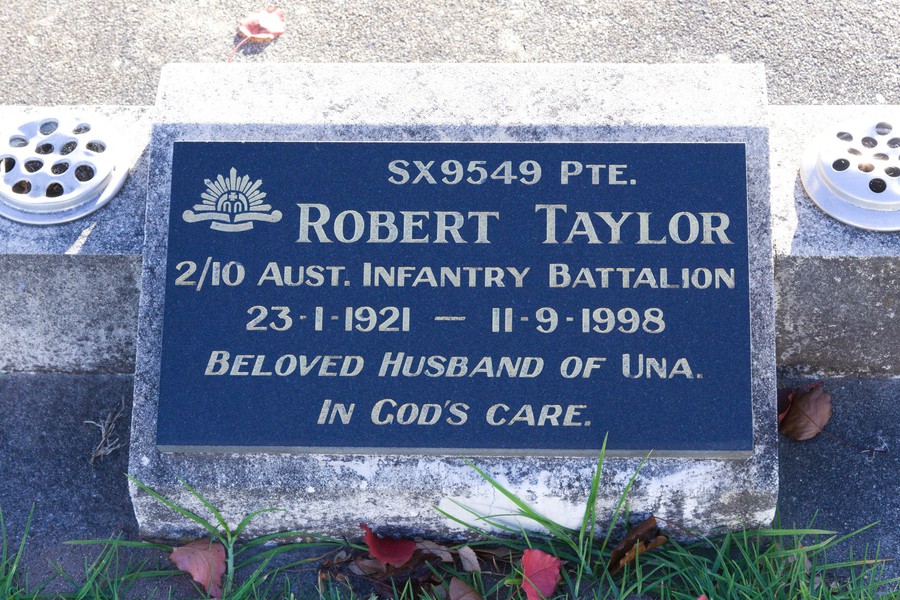 SX9549 PTE.
ROBERT TAYLOR
2/10 AUST. INFANTRY BATTALION
23-1-1921 — 11-9-1998
BELOVED HUSBAND OF UNA.
IN GOD'S CARE.